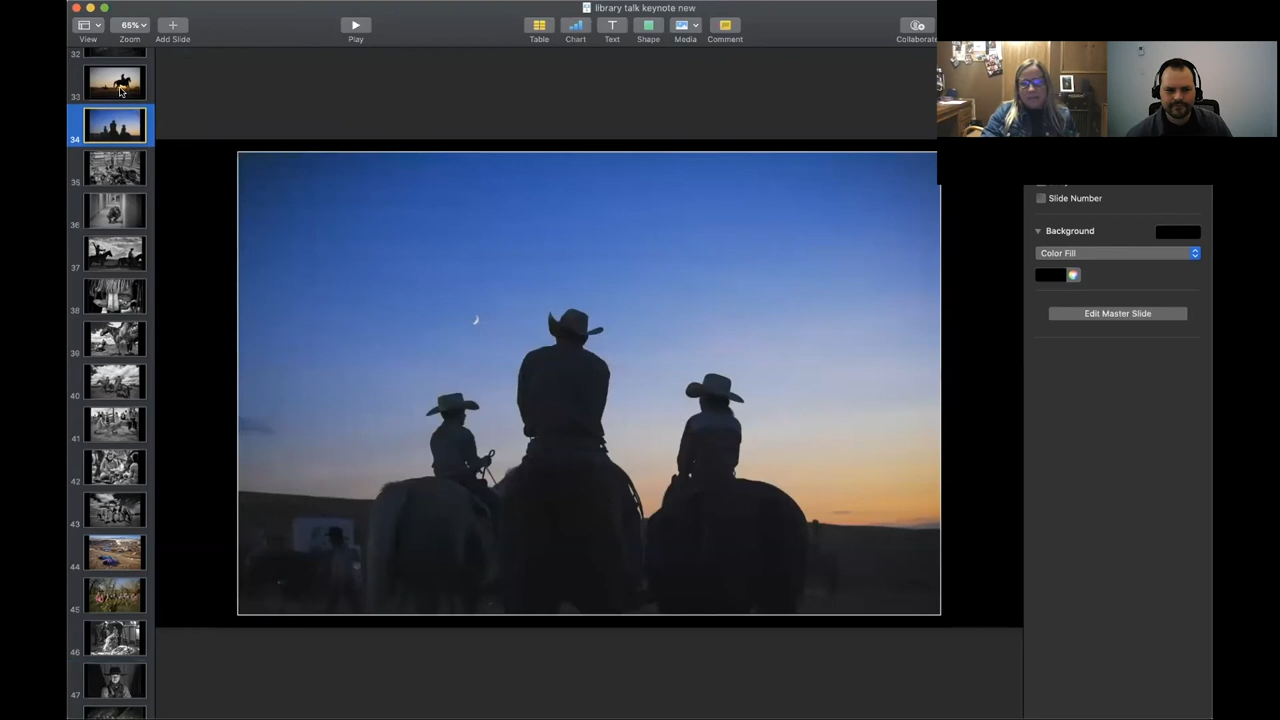 library talk keynote new
65%
View
Zoom
Add Slide
Play
Table
Chart
Text
Shape
Media
Comment
Collaborate
32
33
34
35
36
37
38
39
40
41
42
43
44
45
46
47
Slide Number
Background
Color Fill
Edit Master Slide